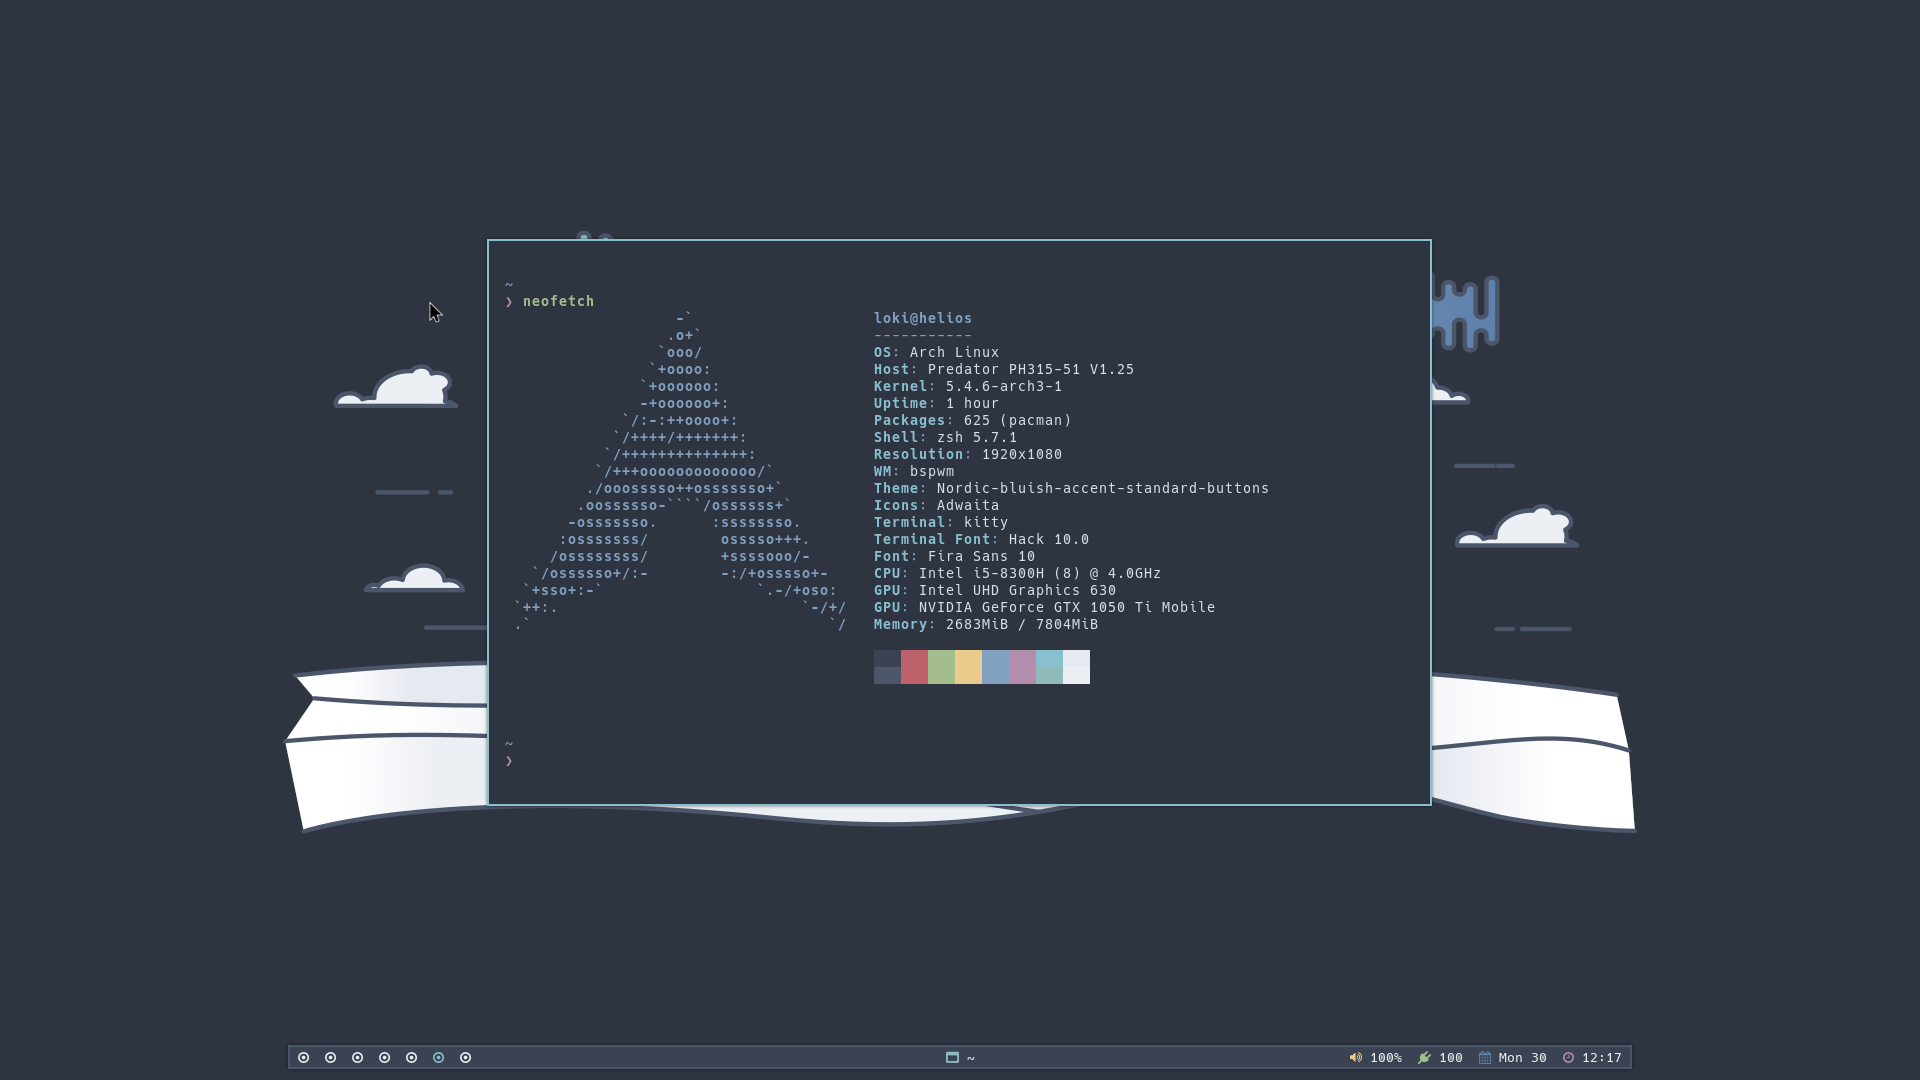 ~
❯ neofetch
-`
.o+`
`ooo/
`+oooo:
`+oooooo:
-+oooooo+:
`/:-:++oooo+:
`/++++/+++++++:
`/++++++++++++++:
`/+++ooooooooooooo/`
./ooosssso++osssssso+`
.oossssso-````/ossssss+`
-osssssso.      :ssssssso.
:osssssss/        osssso+++.
/ossssssss/        +ssssooo/-
`/ossssso+/:-        -:/+osssso+-
`+sso+:-`                 `.-/+oso:
`++:.                           `-/+/
.`                                 `/
loki@helios
-----------
OS: Arch Linux
Host: Predator PH315-51 V1.25
Kernel: 5.4.6-arch3-1
Uptime: 1 hour
Packages: 625 (pacman)
Shell: zsh 5.7.1
Resolution: 1920x1080
WM: bspwm
Theme: Nordic-bluish-accent-standard-buttons
Icons: Adwaita
Terminal: kitty
Terminal Font: Hack 10.0
Font: Fira Sans 10
CPU: Intel i5-8300H (8) @ 4.0GHz
GPU: Intel UHD Graphics 630
GPU: NVIDIA GeForce GTX 1050 Ti Mobile
Memory: 2683MiB / 7804MiB
~
❯
~ 100% 100 Mon 30 12:17